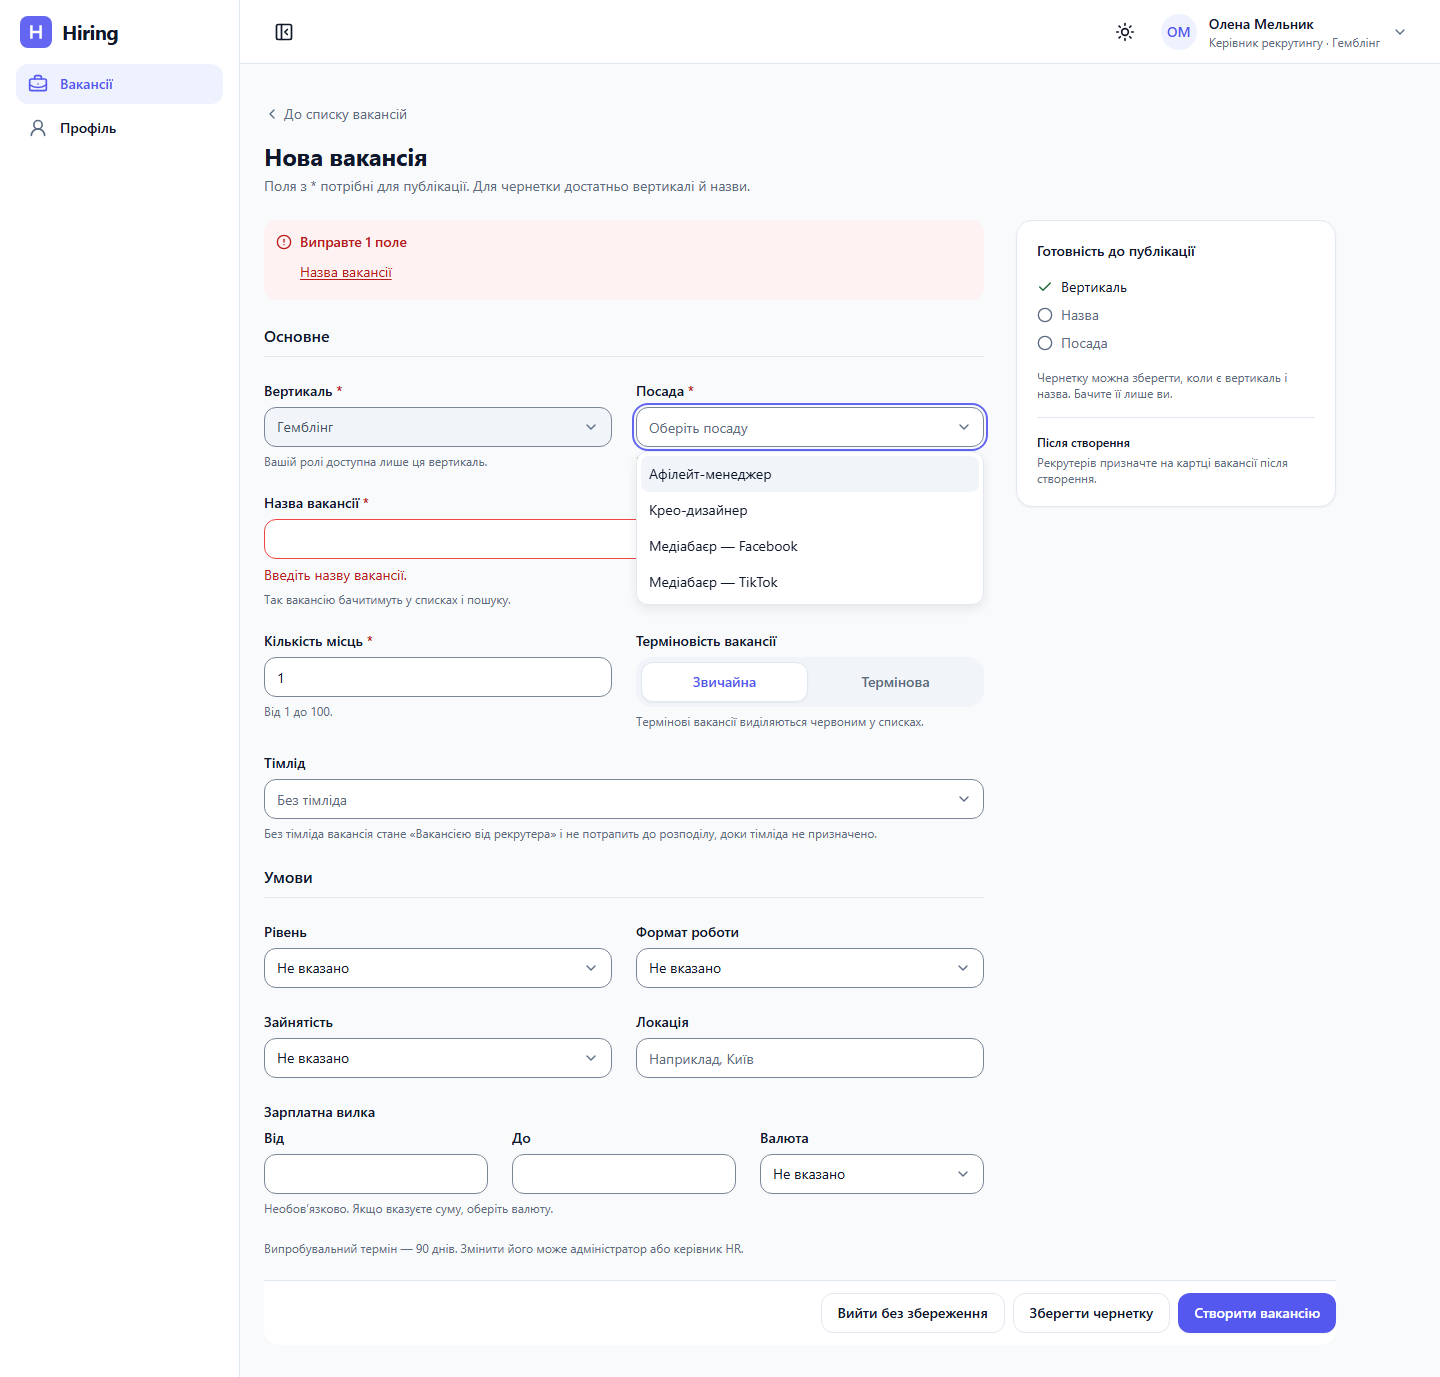 H Hiring
Вакансії
Профіль
ОМ
Олена Мельник
Керівник рекрутингу · Гемблінг
До списку вакансій
Нова вакансія
Поля з * потрібні для публікації. Для чернетки достатньо вертикалі й назви.
Виправте 1 поле
Назва вакансії
Основне
Вертикаль *
Гемблінг
Вашій ролі доступна лише ця вертикаль.
Посада *
Оберіть посаду
Афілейт-менеджер
Крео-дизайнер
Медіабаєр — Facebook
Медіабаєр — TikTok
Назва вакансії *
Введіть назву вакансії.
Так вакансію бачитимуть у списках і пошуку.
Кількість місць *
1
Від 1 до 100.
Терміновість вакансії
Звичайна
Термінова
Термінові вакансії виділяються червоним у списках.
Тімлід
Без тімліда
Без тімліда вакансія стане «Вакансією від рекрутера» і не потрапить до розподілу, доки тімліда не призначено.
Умови
Рівень
Не вказано
Формат роботи
Не вказано
Зайнятість
Не вказано
Локація
Наприклад, Київ
Зарплатна вилка
Від
До
Валюта
Не вказано
Необов'язково. Якщо вказуєте суму, оберіть валюту.
Випробувальний термін — 90 днів. Змінити його може адміністратор або керівник HR.
Вийти без збереження
Зберегти чернетку
Створити вакансію
Готовність до публікації
Вертикаль
Назва
Посада
Чернетку можна зберегти, коли є вертикаль і
назва. Бачите її лише ви.
Після створення
Рекрутерів призначте на картці вакансії після
створення.